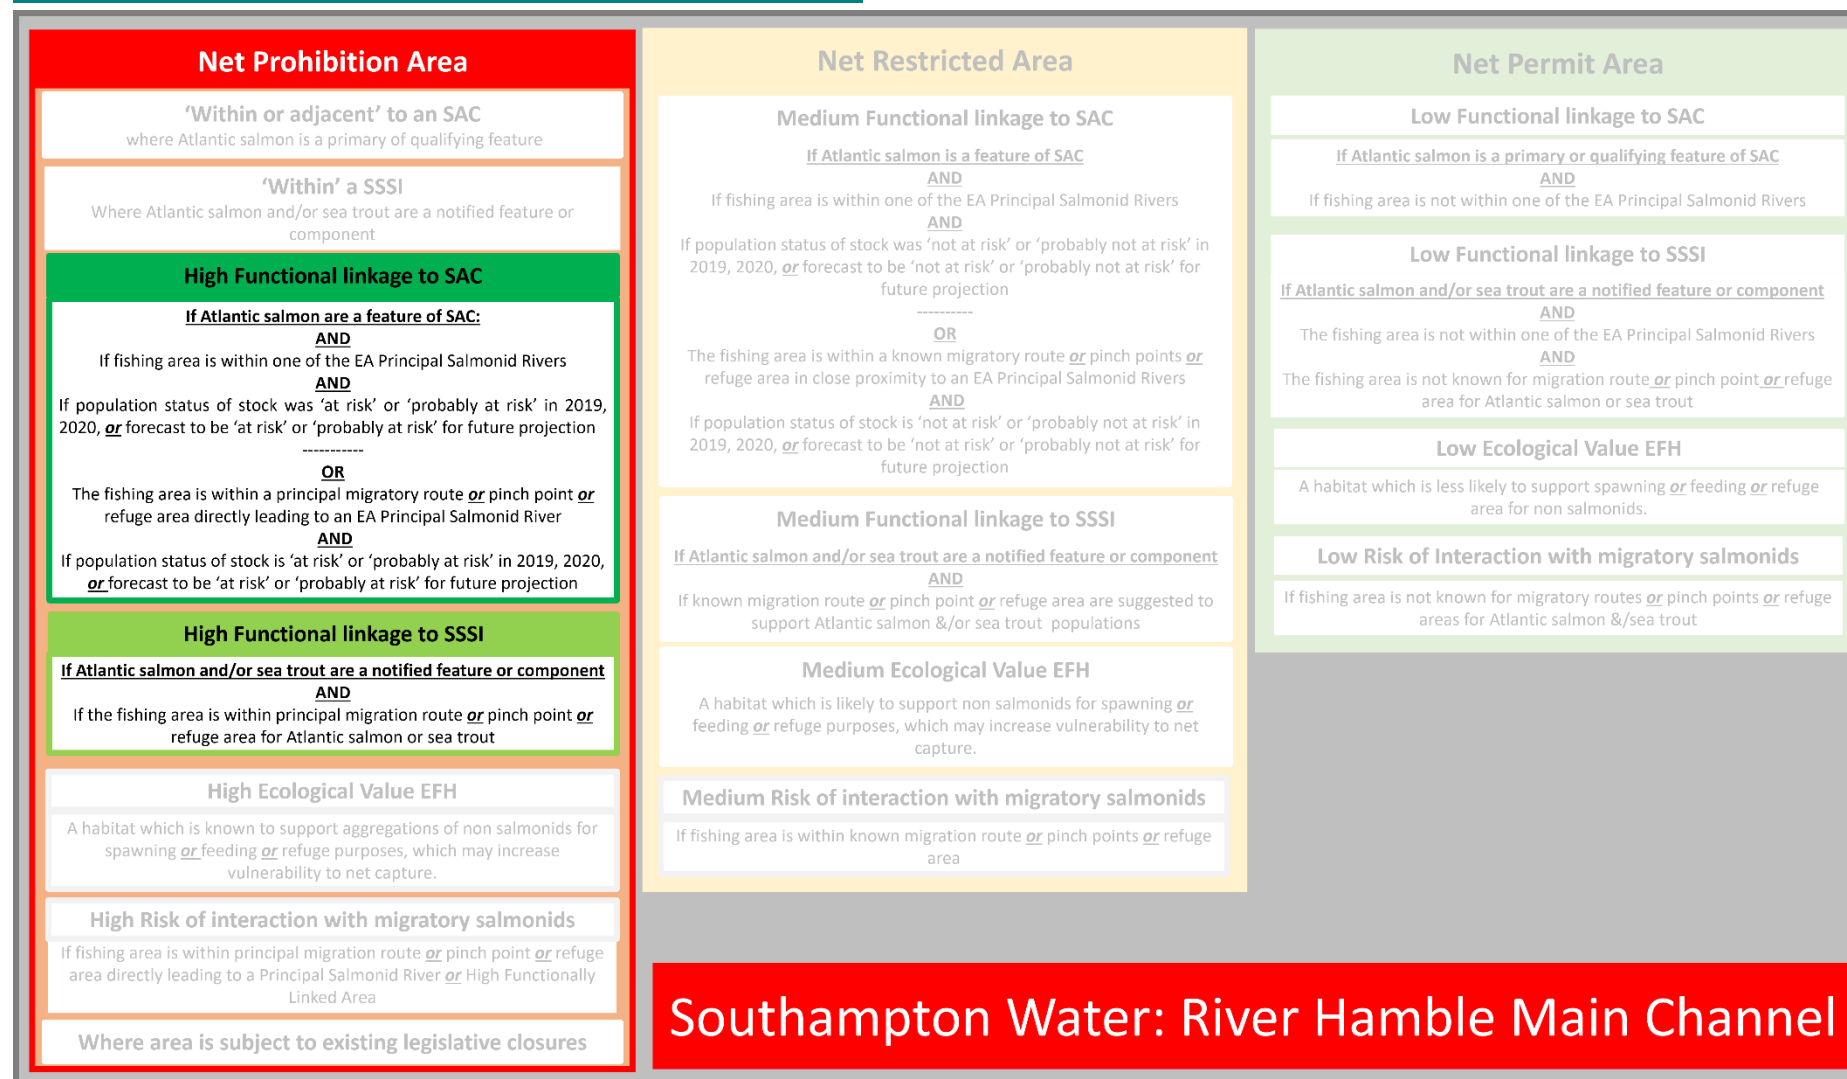 Net Prohibition Area
‘Within or adjacent’ to an SAC
where Atlantic salmon is a primary of qualifying feature
‘Within’ a SSSI
Where Atlantic salmon and/or sea trout are a notified feature or
component
High Functional linkage to SAC
If Atlantic salmon are a feature of SAC:
AND
If fishing area is within one of the EA Principal Salmonid Rivers
AND
If population status of stock was ‘at risk’ or ‘probably at risk’ in 2019,
2020, or forecast to be ‘at risk’ or ‘probably at risk’ for future projection
-----------
OR
The fishing area is within a principal migratory route or pinch point or
refuge area directly leading to an EA Principal Salmonid River
AND
If population status of stock is ‘at risk’ or ‘probably at risk’ in 2019, 2020,
or forecast to be ‘at risk’ or ‘probably at risk’ for future projection
High Functional linkage to SSSI
If Atlantic salmon and/or sea trout are a notified feature or component
AND
If the fishing area is within principal migration route or pinch point or
refuge area for Atlantic salmon or sea trout
High Ecological Value EFH
A habitat which is known to support aggregations of non salmonids for
spawning or feeding or refuge purposes, which may increase
vulnerability to net capture.
High Risk of interaction with migratory salmonids
If fishing area is within principal migration route or pinch point or refuge
area directly leading to a Principal Salmonid River or High Functionally
Linked Area
Where area is subject to existing legislative closures
Net Restricted Area
Medium Functional linkage to SAC
If Atlantic salmon is a feature of SAC
AND
If fishing area is within one of the EA Principal Salmonid Rivers
AND
If population status of stock was ‘not at risk’ or ‘probably not at risk’ in
2019, 2020, or forecast to be ‘not at risk’ or ‘probably not at risk’ for
future projection
----------
OR
The fishing area is within a known migratory route or pinch points or
refuge area in close proximity to an EA Principal Salmonid Rivers
AND
If population status of stock is ‘not at risk’ or ‘probably not at risk’ in
2019, 2020, or forecast to be ‘not at risk’ or ‘probably not at risk’ for
future projection
Medium Functional linkage to SSSI
If Atlantic salmon and/or sea trout are a notified feature or component
AND
If known migration route or pinch point or refuge area are suggested to
support Atlantic salmon &/or sea trout populations
Medium Ecological Value EFH
A habitat which is likely to support non salmonids for spawning or
feeding or refuge purposes, which may increase vulnerability to net
capture.
Medium Risk of interaction with migratory salmonids
If fishing area is within known migration route or pinch points or refuge
area
Net Permit Area
Low Functional linkage to SAC
If Atlantic salmon is a primary or qualifying feature of SAC
AND
If fishing area is not within one of the EA Principal Salmonid Rivers
Low Functional linkage to SSSI
If Atlantic salmon and/or sea trout are a notified feature or component
AND
The fishing area is not within one of the EA Principal Salmonid Rivers
AND
The fishing area is not known for migration route or pinch point or refuge
area for Atlantic salmon or sea trout
Low Ecological Value EFH
A habitat which is less likely to support spawning or feeding or refuge
area for non salmonids.
Low Risk of Interaction with migratory salmonids
If fishing area is not known for migratory routes or pinch points or refuge
areas for Atlantic salmon &/sea trout
Southampton Water: River Hamble Main Channel